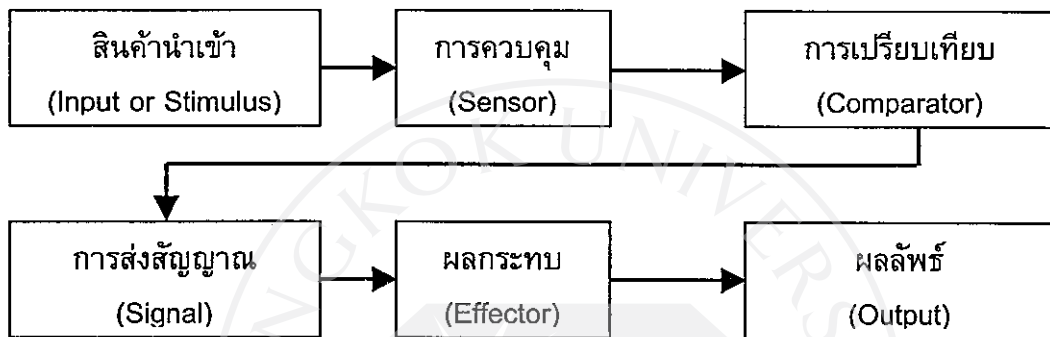 สินค้านำเข้า
(Input or Stimulus)
การควบคุม
(Sensor)
การเปรียบเทียบ
(Comparator)
การส่งสัญญาณ
(Signal)
ผลกระทบ
(Effector)
ผลลัพธ์
(Output)